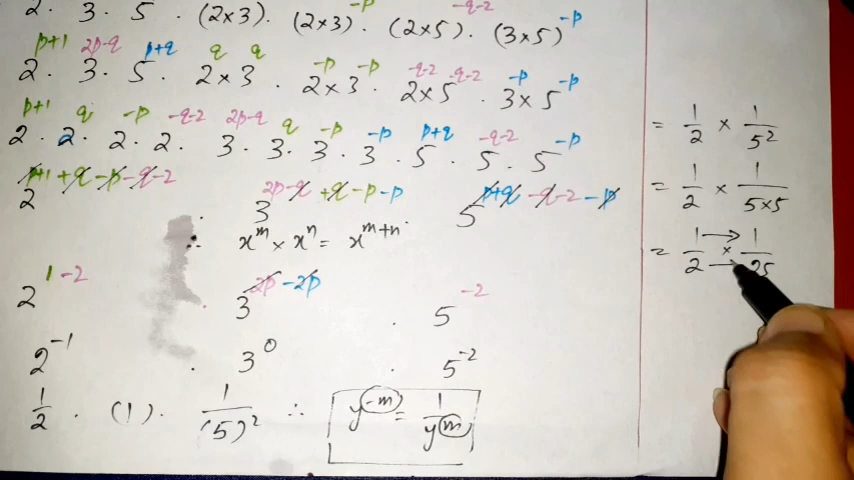 2 . 3 . 5 . (2×3) . (2×3)^-p . (2×5)^-q-2 . (3×5)^-p
2^p+1 . 3^2p-q . 5^p+q . 2^q × 3^q . 2^-p × 3^-p . 2^-q-2 × 5^-q-2 . 3^-p × 5^-p
2^p+1 . 2^q . 2^-p . 2^-q-2 . 3^2p-q . 3^q . 3^-p . 3^-p . 5^p+q . 5^-q-2 . 5^-p
2^p+1+q-p-q-2 . 3^2p-q+q-p-p 5^p+q-q-2-p
∴ x^m × x^n = x^m+n
2^1-2 . 3^2p-2p . 5^-2
2^-1 . 3^0 . 5^-2
1/2 . (1) . 1/(5)^2 ∴ y^-m = 1/y^m
= 1/2 × 1/5^2
= 1/2 × 1/5×5
= 1/2 × 1/25